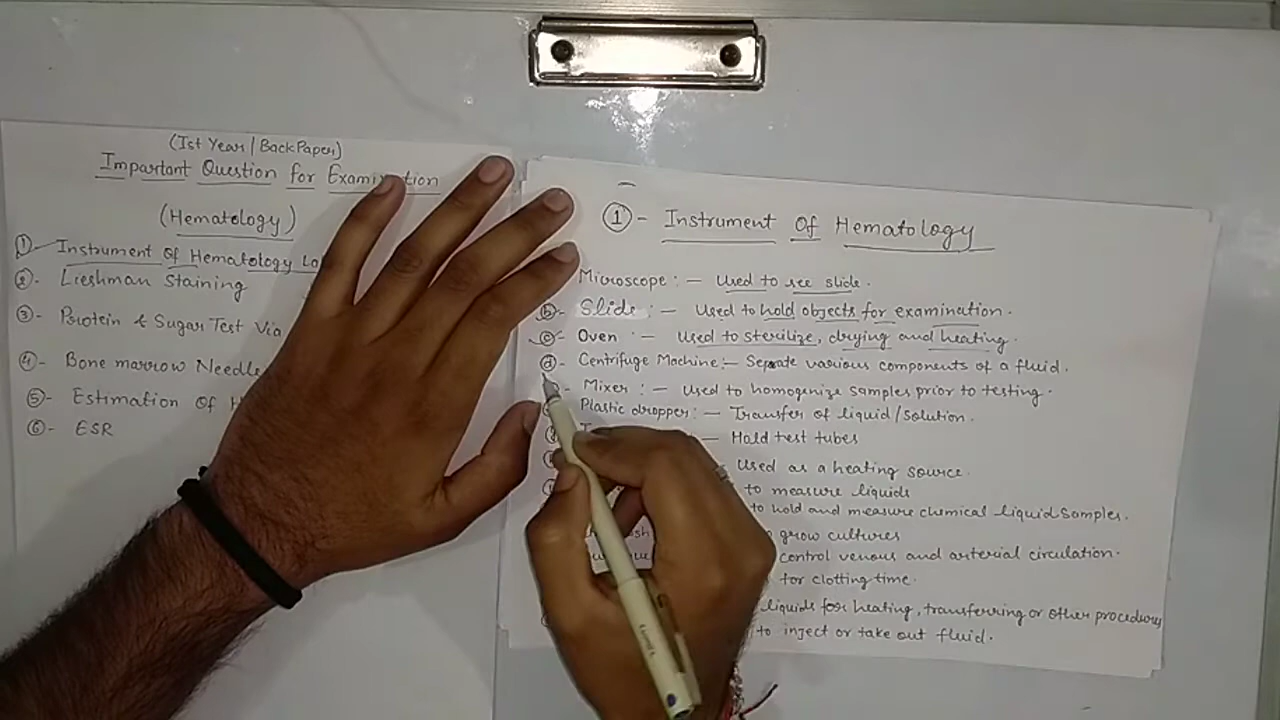 (Ist Year / Back Paper)
Impartant Question for Examination
(Hematology)
1- Instrument Of Hematology
2- Lieshman Staining
3- Protein & Sugar Test Via
4- Bone marrow Needle
5- Estimation of
6- ESR
1- Instrument Of Hematology
Microscope :- Used to see slide.
b- Slide :- Used to hold objects for examination.
c- Oven :- Used to sterilize, drying and heating.
d- Centrifuge Machine :- Seprate various components of a fluid.
Mixer :- Used to homogenize samples prior to testing.
Plastic dropper :- Transfer of liquid/solution.
- Hold test tubes
Used as a heating source.
to measure liquids
to hold and measure chemical liquid Samples.
grow cultures
control venous and arterial circulation.
for clotting time.
liquids for heating, transferring or other procedury
to inject or take out fluid.